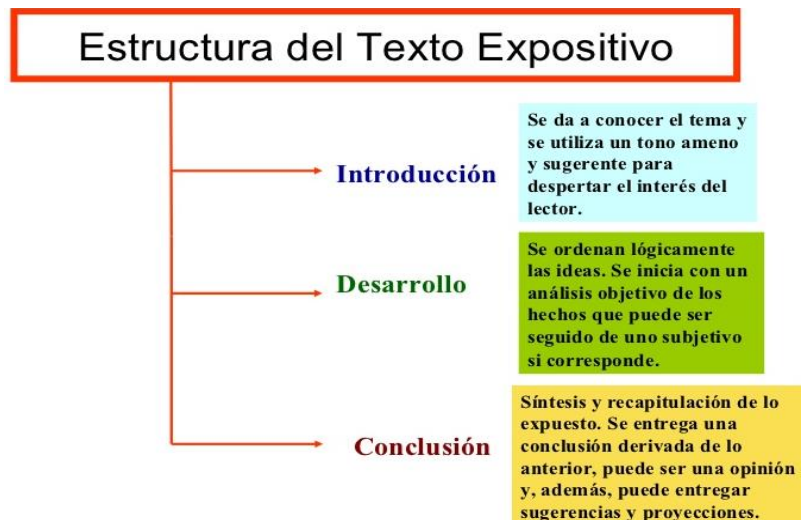 Estructura del Texto Expositivo
Introducción
Se da a conocer el tema y
se utiliza un tono ameno
y sugerente para
despertar el interés del
lector.
Desarrollo
Se ordenan lógicamente
las ideas. Se inicia con un
análisis objetivo de los
hechos que puede ser
seguido de uno subjetivo
si corresponde.
Conclusión
Síntesis y recapitulación de lo
expuesto. Se entrega una
conclusión derivada de lo
anterior, puede ser una opinión
y, además, puede entregar
sugerencias y proyecciones.